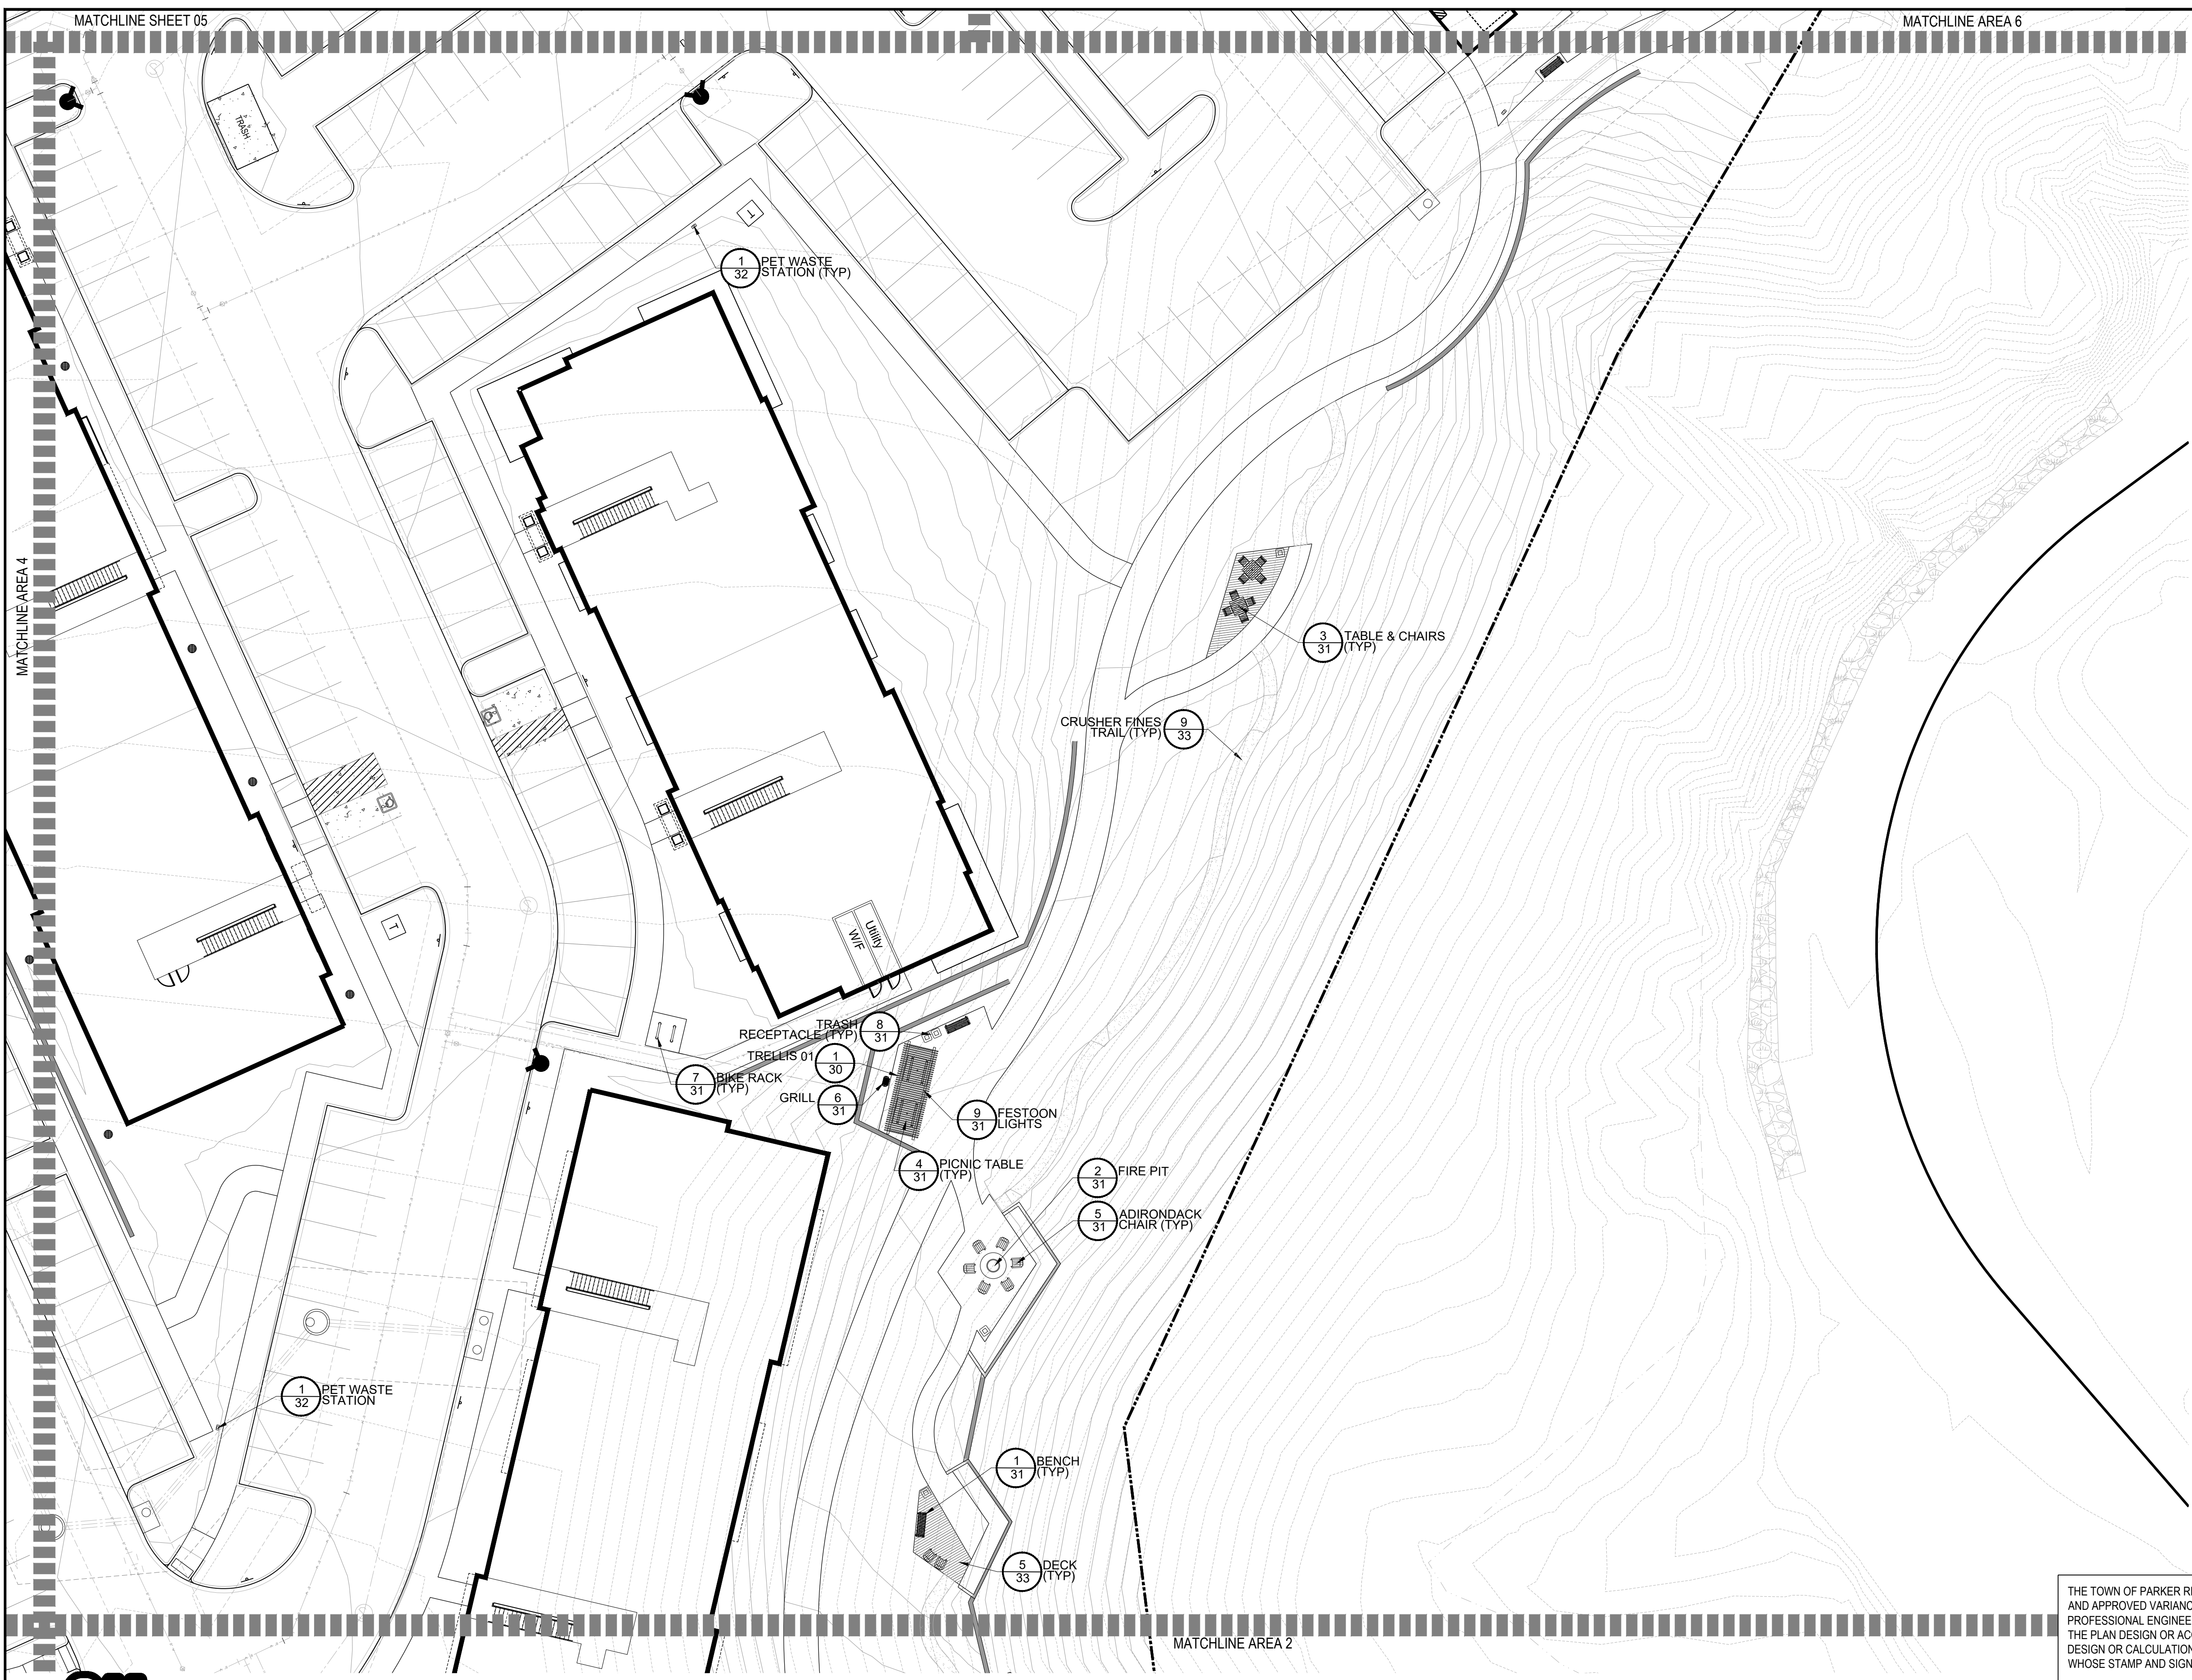 MATCHLINE SHEET 05
MATCHLINE AREA 6
TRASH
T
1
32
PET WASTE
STATION (TYP)
MATCHLINE AREA 4
3
31
TABLE & CHAIRS
(TYP)
CRUSHER FINES
TRAIL (TYP)
9
33
T
Utility
W/F
TRASH
RECEPTACLE (TYP)
8
31
TRELLIS 01
1
30
7
31
BIKE RACK
(TYP)
GRILL
6
31
9
31
FESTOON
LIGHTS
4
31
PICNIC TABLE
(TYP)
2
31
FIRE PIT
5
31
ADIRONDACK
CHAIR (TYP)
1
32
PET WASTE
STATION
1
31
BENCH
(TYP)
5
33
DECK
(TYP)
MATCHLINE AREA 2
THE TOWN OF PARKER
AND APPROVED
PROFESSIONAL
THE PLAN DESIGN OR
DESIGN OR
WHOSE STAMP AND